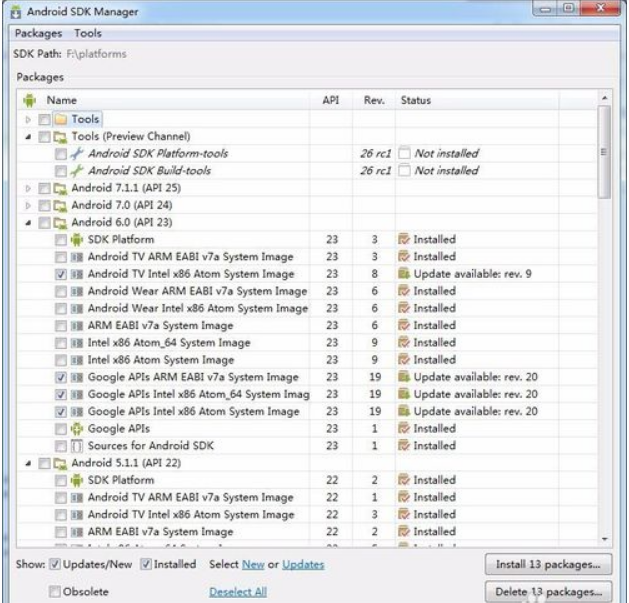 Android SDK Manager
Packages Tools
SDK Path: F:\platforms
Packages
Name API Rev. Status
Tools
Tools (Preview Channel)
Android SDK Platform-tools 26 rc1 Not installed
Android SDK Build-tools 26 rc1 Not installed
Android 7.1.1 (API 25)
Android 7.0 (API 24)
Android 6.0 (API 23)
SDK Platform 23 3 Installed
Android TV ARM EABI v7a System Image 23 3 Installed
Android TV Intel x86 Atom System Image 23 8 Update available: rev. 9
Android Wear ARM EABI v7a System Image 23 6 Installed
Android Wear Intel x86 Atom System Image 23 6 Installed
ARM EABI v7a System Image 23 6 Installed
Intel x86 Atom_64 System Image 23 9 Installed
Intel x86 Atom System Image 23 9 Installed
Google APIs ARM EABI v7a System Image 23 19 Update available: rev. 20
Google APIs Intel x86 Atom_64 System Imag 23 19 Update available: rev. 20
Google APIs Intel x86 Atom System Image 23 19 Update available: rev. 20
Google APIs 23 1 Installed
Sources for Android SDK 23 1 Installed
Android 5.1.1 (API 22)
SDK Platform 22 2 Installed
Android TV ARM EABI v7a System Image 22 1 Installed
Android TV Intel x86 Atom System Image 22 3 Installed
ARM EABI v7a System Image 22 2 Installed
Show: Updates/New Installed Select New or Updates Install 13 packages...
Obsolete Deselect All Delete 13 packages...